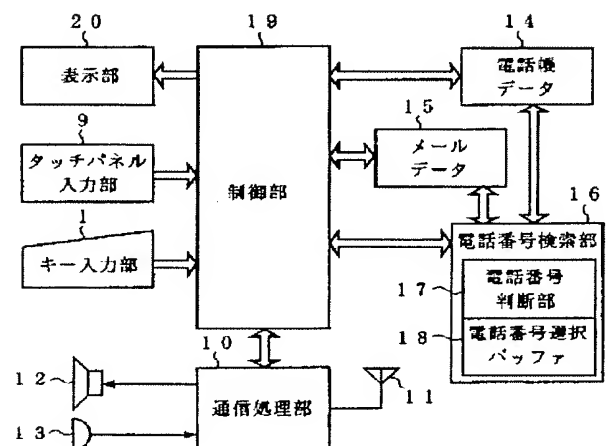 20
表示部
19
制御部
14
電話帳
データ
15
メール
データ
9
タッチパネル
入力部
1
キー入力部
16
電話番号検索部
17
電話番号
判断部
18
電話番号選択
バッファ
10
通信処理部
12
13
11